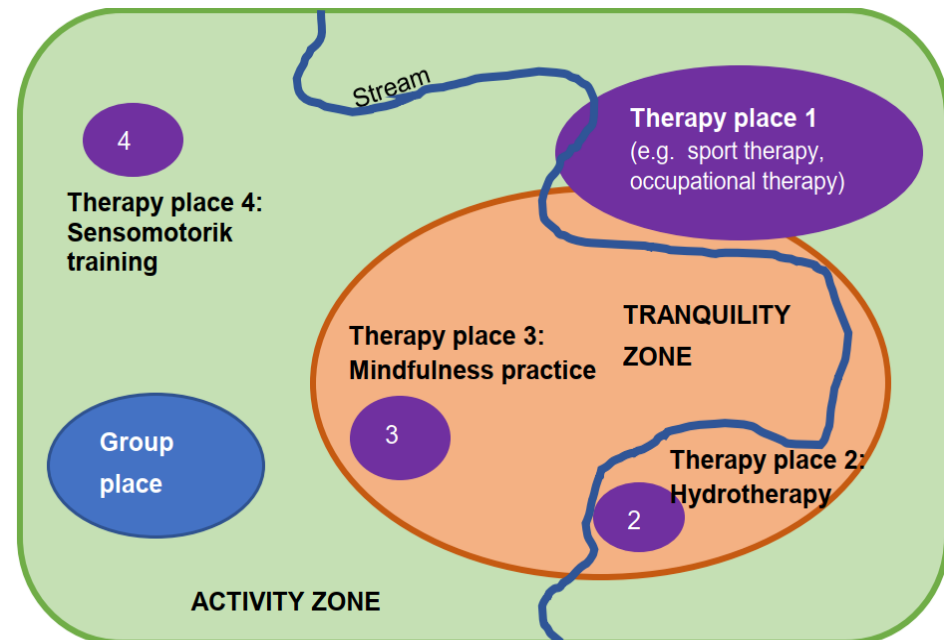 Stream
Therapy place 1
(e.g. sport therapy,
occupational therapy)
4
Therapy place 4:
Sensomotorik
training
TRANQUILITY
ZONE
Therapy place 3:
Mindfulness practice
3
Group
place
Therapy place 2:
Hydrotherapy
2
ACTIVITY ZONE